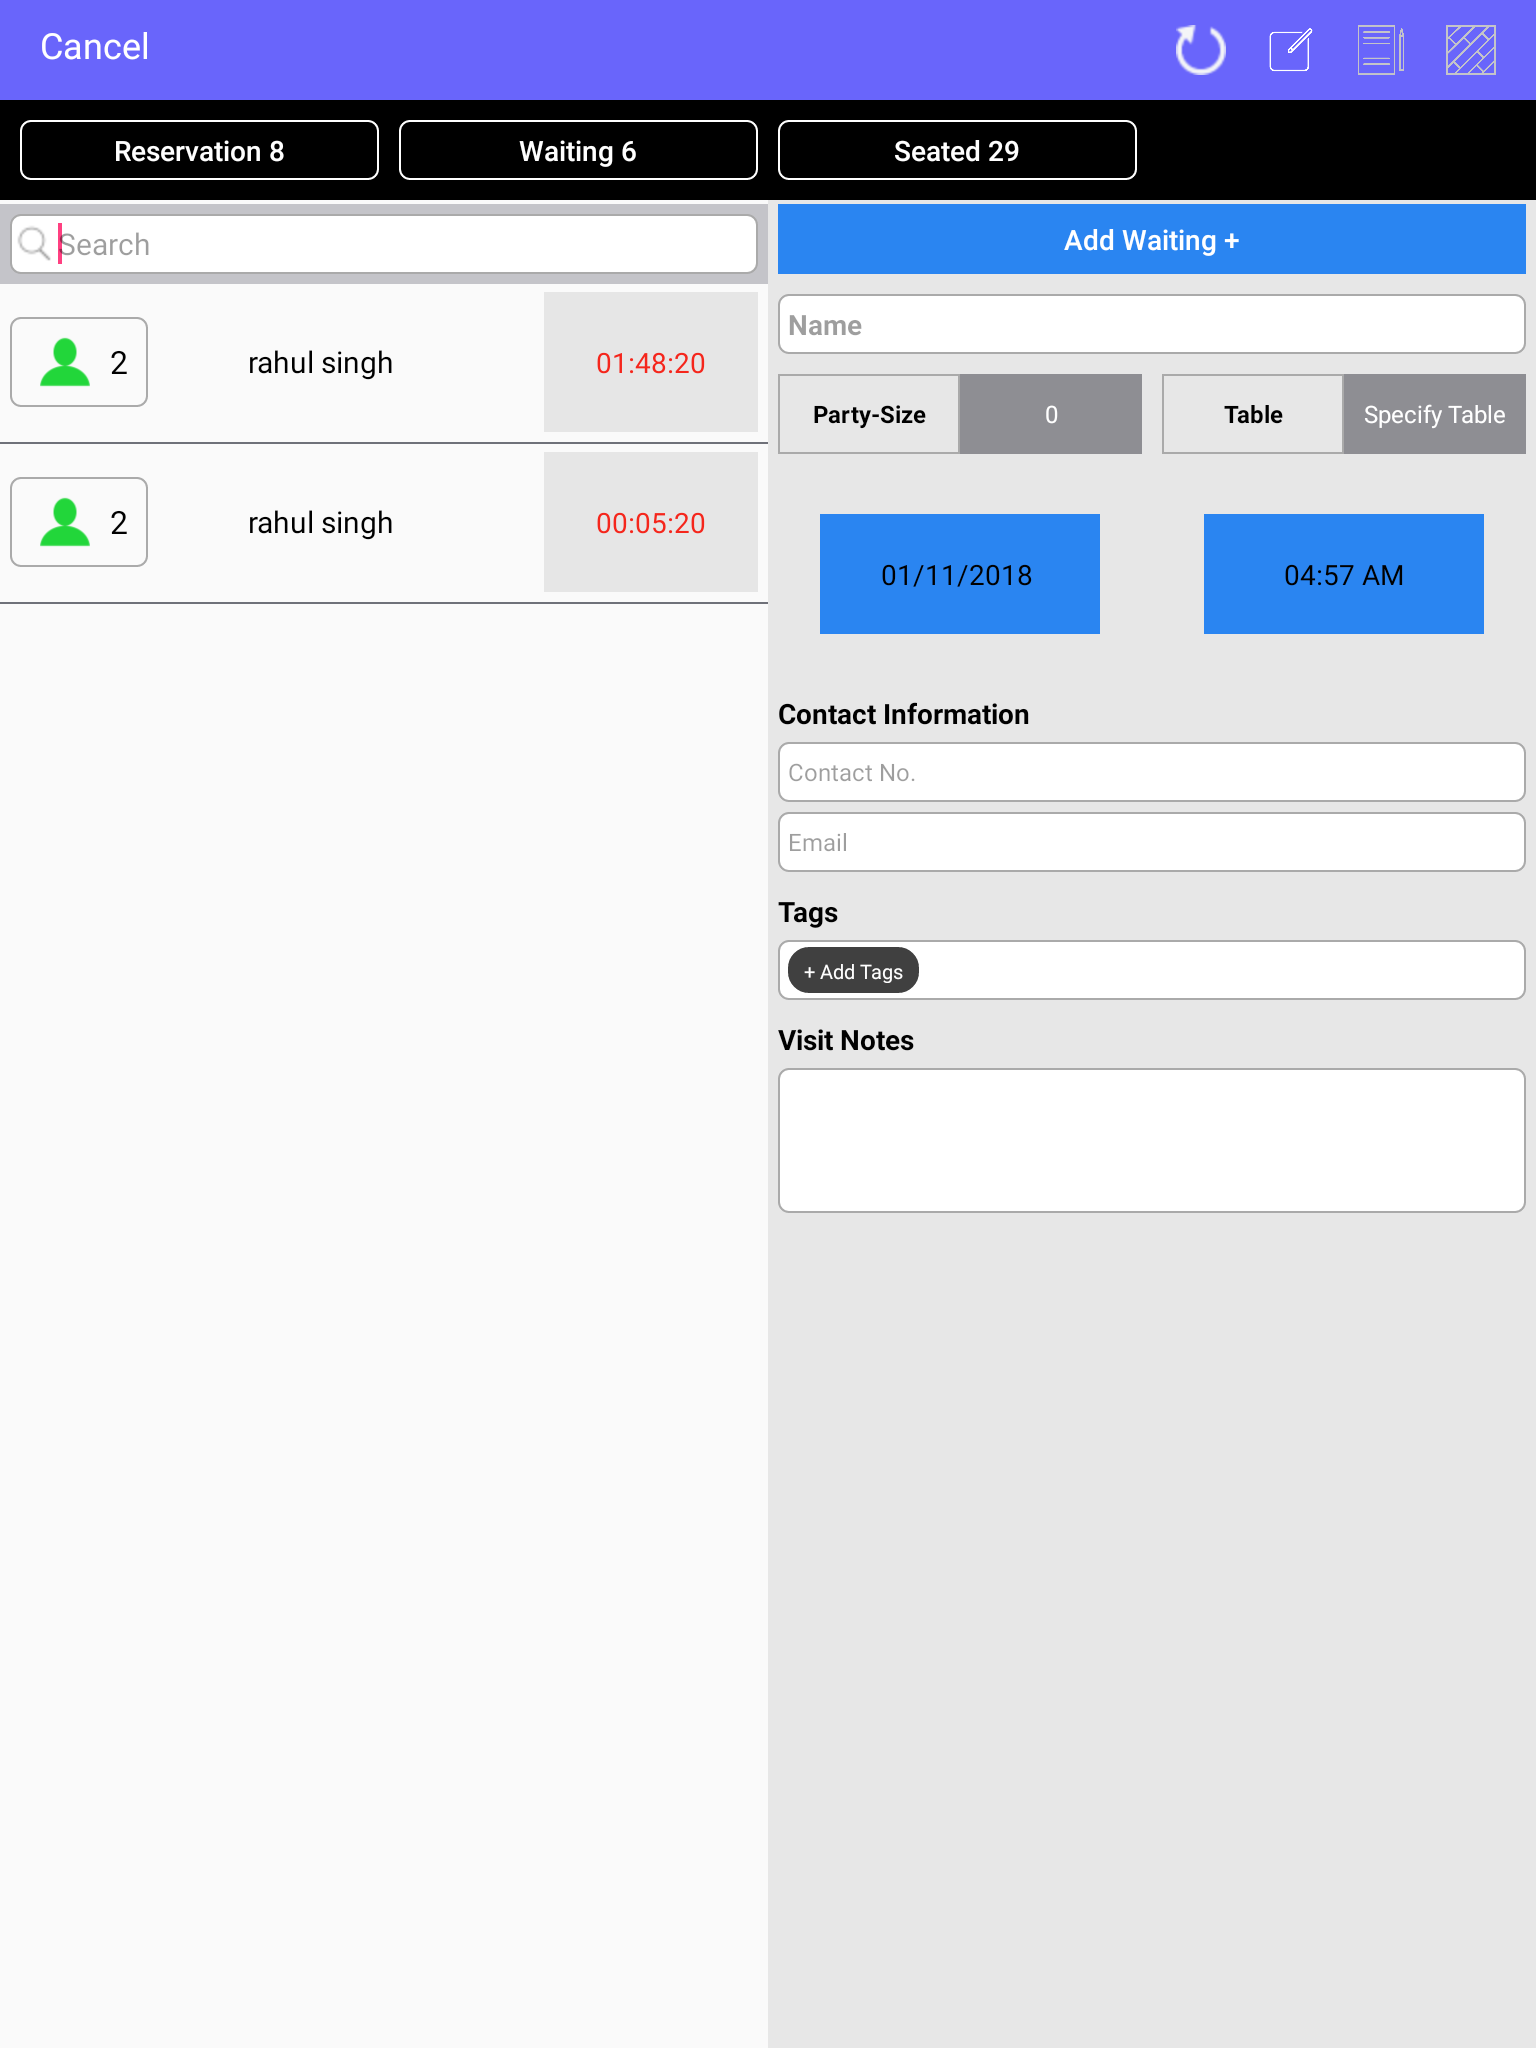 Cancel
Reservation 8
Waiting 6
Seated 29
Search
2 rahul singh 01:48:20
2 rahul singh 00:05:20
Add Waiting +
Name
Party-Size 0 Table Specify Table
01/11/2018 04:57 AM
Contact Information
Contact No.
Email
Tags
+ Add Tags
Visit Notes